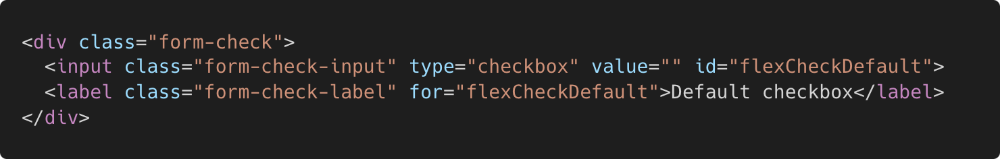 <div class="form-check">
  <input class="form-check-input" type="checkbox" value="" id="flexCheckDefault">
  <label class="form-check-label" for="flexCheckDefault">Default checkbox</label>
</div>